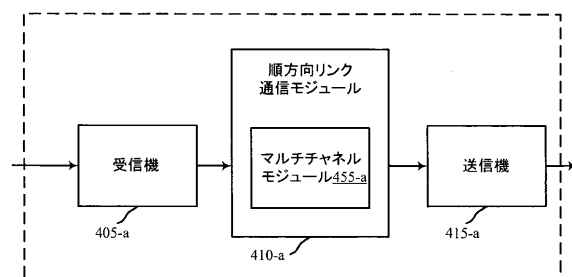 順方向リンク
通信モジュール
受信機
マルチチャネル
モジュール455-a
送信機
405-a
410-a
415-a